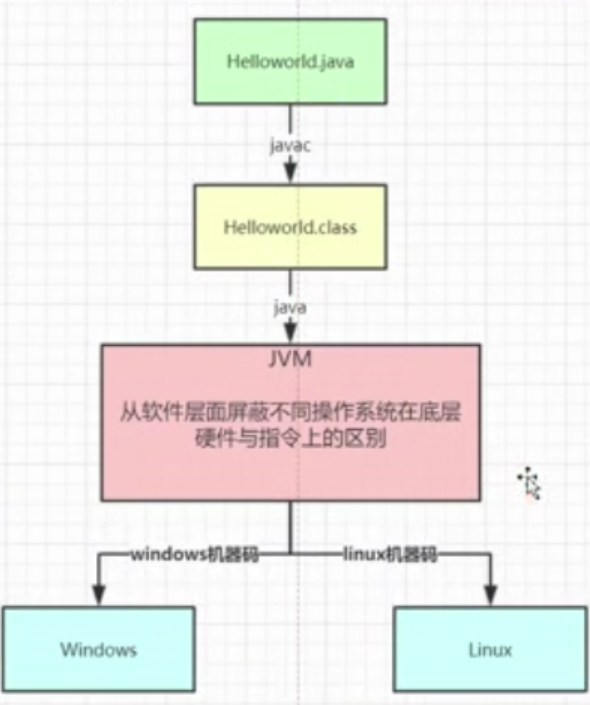 Helloworld.java
javac
Helloworld.class
java
JVM
从软件层面屏蔽不同操作系统在底层
硬件与指令上的区别
windows机器码
linux机器码
Windows
Linux